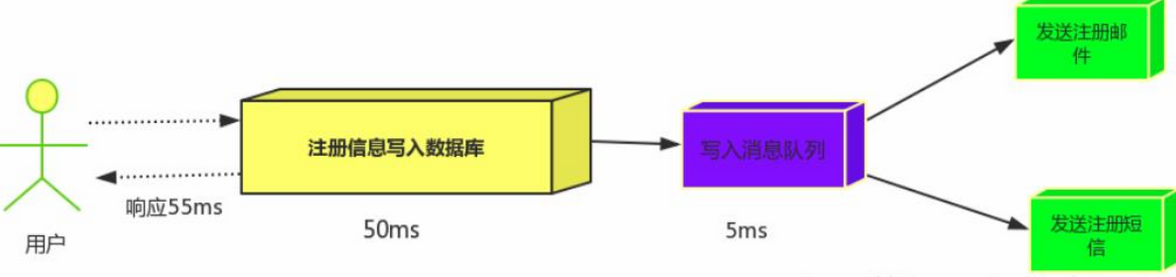 发送注册邮
件
注册信息写入数据库
写入消息队列
响应55ms
50ms
5ms
用户
发送注册短
信